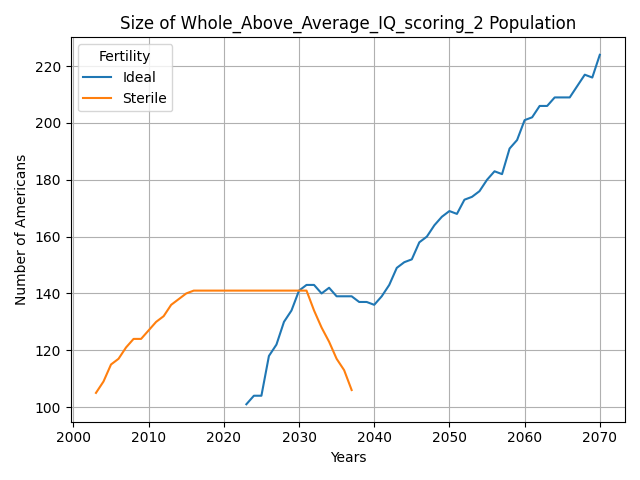 Size of Whole_Above_Average_IQ_scoring_2 Population
Fertility
Ideal
Sterile
Number of Americans
220
200
180
160
140
120
100
2000 2010 2020 2030 2040 2050 2060 2070
Years